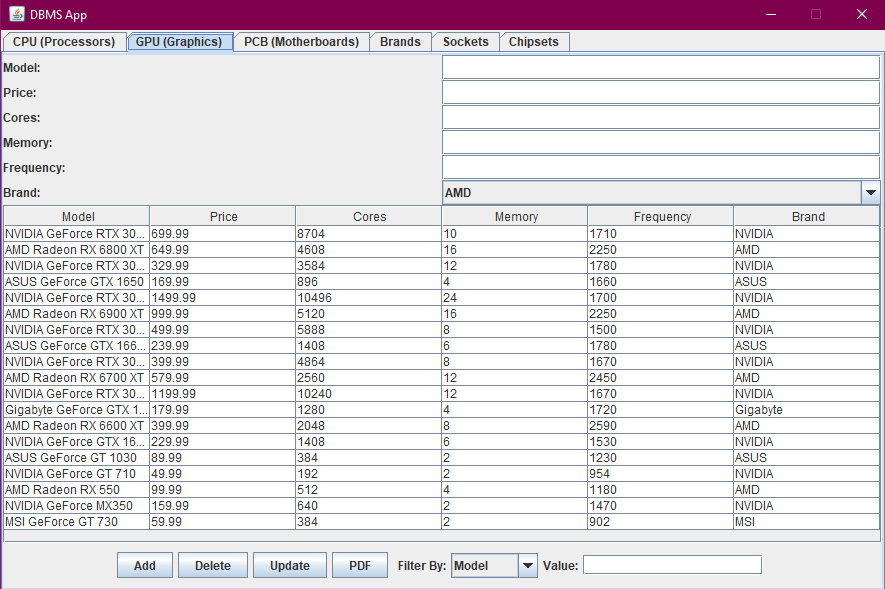 DBMS App
CPU (Processors) GPU (Graphics) PCB (Motherboards) Brands Sockets Chipsets
Model:
Price:
Cores:
Memory:
Frequency:
Brand: AMD
Model Price Cores Memory Frequency Brand
NVIDIA GeForce RTX 30... 699.99 8704 10 1710 NVIDIA
AMD Radeon RX 6800 XT 649.99 4608 16 2250 AMD
NVIDIA GeForce RTX 30... 329.99 3584 12 1780 NVIDIA
ASUS GeForce GTX 1650 169.99 896 4 1660 ASUS
NVIDIA GeForce RTX 30... 1499.99 10496 24 1700 NVIDIA
AMD Radeon RX 6900 XT 999.99 5120 16 2250 AMD
NVIDIA GeForce RTX 30... 499.99 5888 8 1500 NVIDIA
ASUS GeForce GTX 166... 239.99 1408 6 1780 ASUS
NVIDIA GeForce RTX 30... 399.99 4864 8 1670 NVIDIA
AMD Radeon RX 6700 XT 579.99 2560 12 2450 AMD
NVIDIA GeForce RTX 30... 1199.99 10240 12 1670 NVIDIA
Gigabyte GeForce GTX 1... 179.99 1280 4 1720 Gigabyte
AMD Radeon RX 6600 XT 399.99 2048 8 2590 AMD
NVIDIA GeForce GTX 16... 229.99 1408 6 1530 NVIDIA
ASUS GeForce GT 1030 89.99 384 2 1230 ASUS
NVIDIA GeForce GT 710 49.99 192 2 954 NVIDIA
AMD Radeon RX 550 99.99 512 4 1180 AMD
NVIDIA GeForce MX350 159.99 640 2 1470 NVIDIA
MSI GeForce GT 730 59.99 384 2 902 MSI
Add Delete Update PDF Filter By: Model Value: